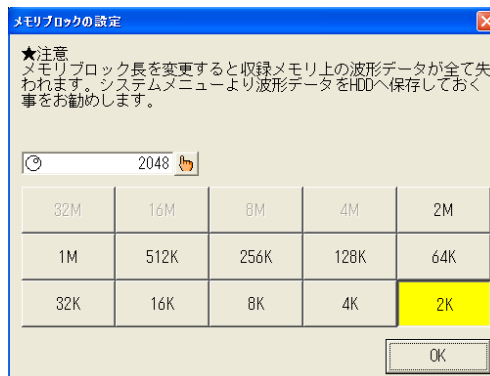 メモリブロックの設定
★注意
メモリブロック長を変更すると収録メモリ上の波形データが全て失
われます。システムメニューより波形データをHDDへ保存しておく
事をお勧めします。
2048
32M 16M 8M 4M 2M
1M 512K 256K 128K 64K
32K 16K 8K 4K 2K
OK